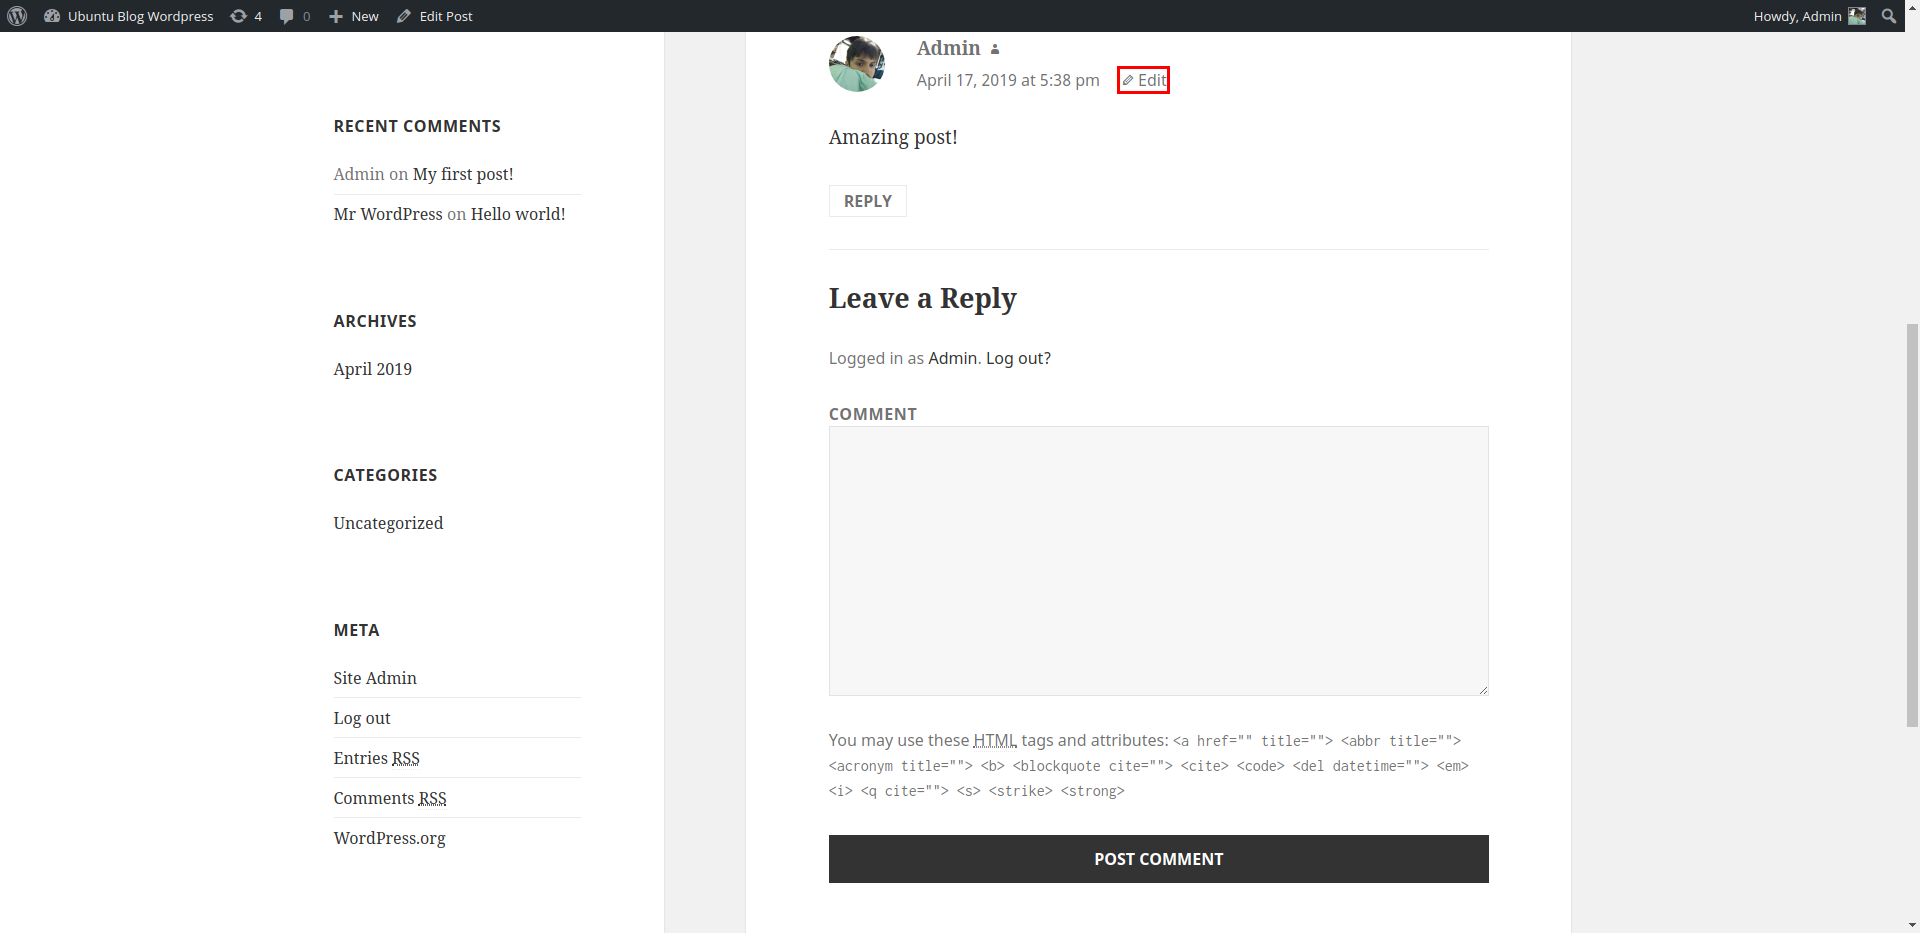 Ubuntu Blog Wordpress 4 0 New Edit Post Howdy, Admin
RECENT COMMENTS
Admin on My first post!
Mr WordPress on Hello world!
ARCHIVES
April 2019
CATEGORIES
Uncategorized
META
Site Admin
Log out
Entries RSS
Comments RSS
WordPress.org
Admin
April 17, 2019 at 5:38 pm Edit
Amazing post!
REPLY
Leave a Reply
Logged in as Admin. Log out?
COMMENT
You may use these HTML tags and attributes: <a href="" title=""> <abbr title="">
<acronym title=""> <b> <blockquote cite=""> <cite> <code> <del datetime=""> <em>
<i> <q cite=""> <s> <strike> <strong>
POST COMMENT